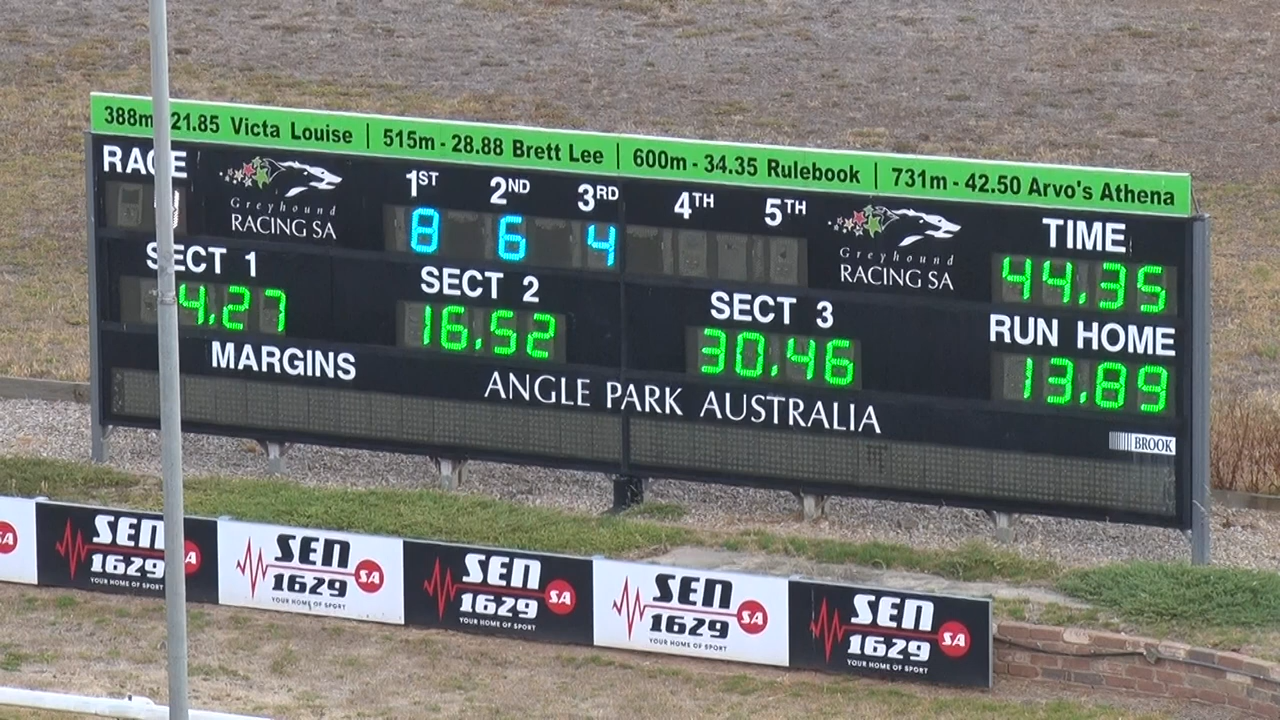 388m 21.85 Victa Louise | 515m - 28.88 Brett Lee | 600m - 34.35 Rulebook | 731m - 42.50 Arvo's Athena
RACE
Greyhound
RACING SA
1ST 2ND 3RD 4TH 5TH
8 6 4
Greyhound
RACING SA
TIME
44.35
SECT 1
4.27
SECT 2
16.52
SECT 3
30.46
RUN HOME
13.89
MARGINS
ANGLE PARK AUSTRALIA
BROOK
SA
SEN
1629 SA
YOUR HOME OF SPORT
SEN
1629 SA
YOUR HOME OF SPORT
SEN
1629 SA
YOUR HOME OF SPORT
SEN
1629 SA
YOUR HOME OF SPORT
SEN
1629 SA
YOUR HOME OF SPORT